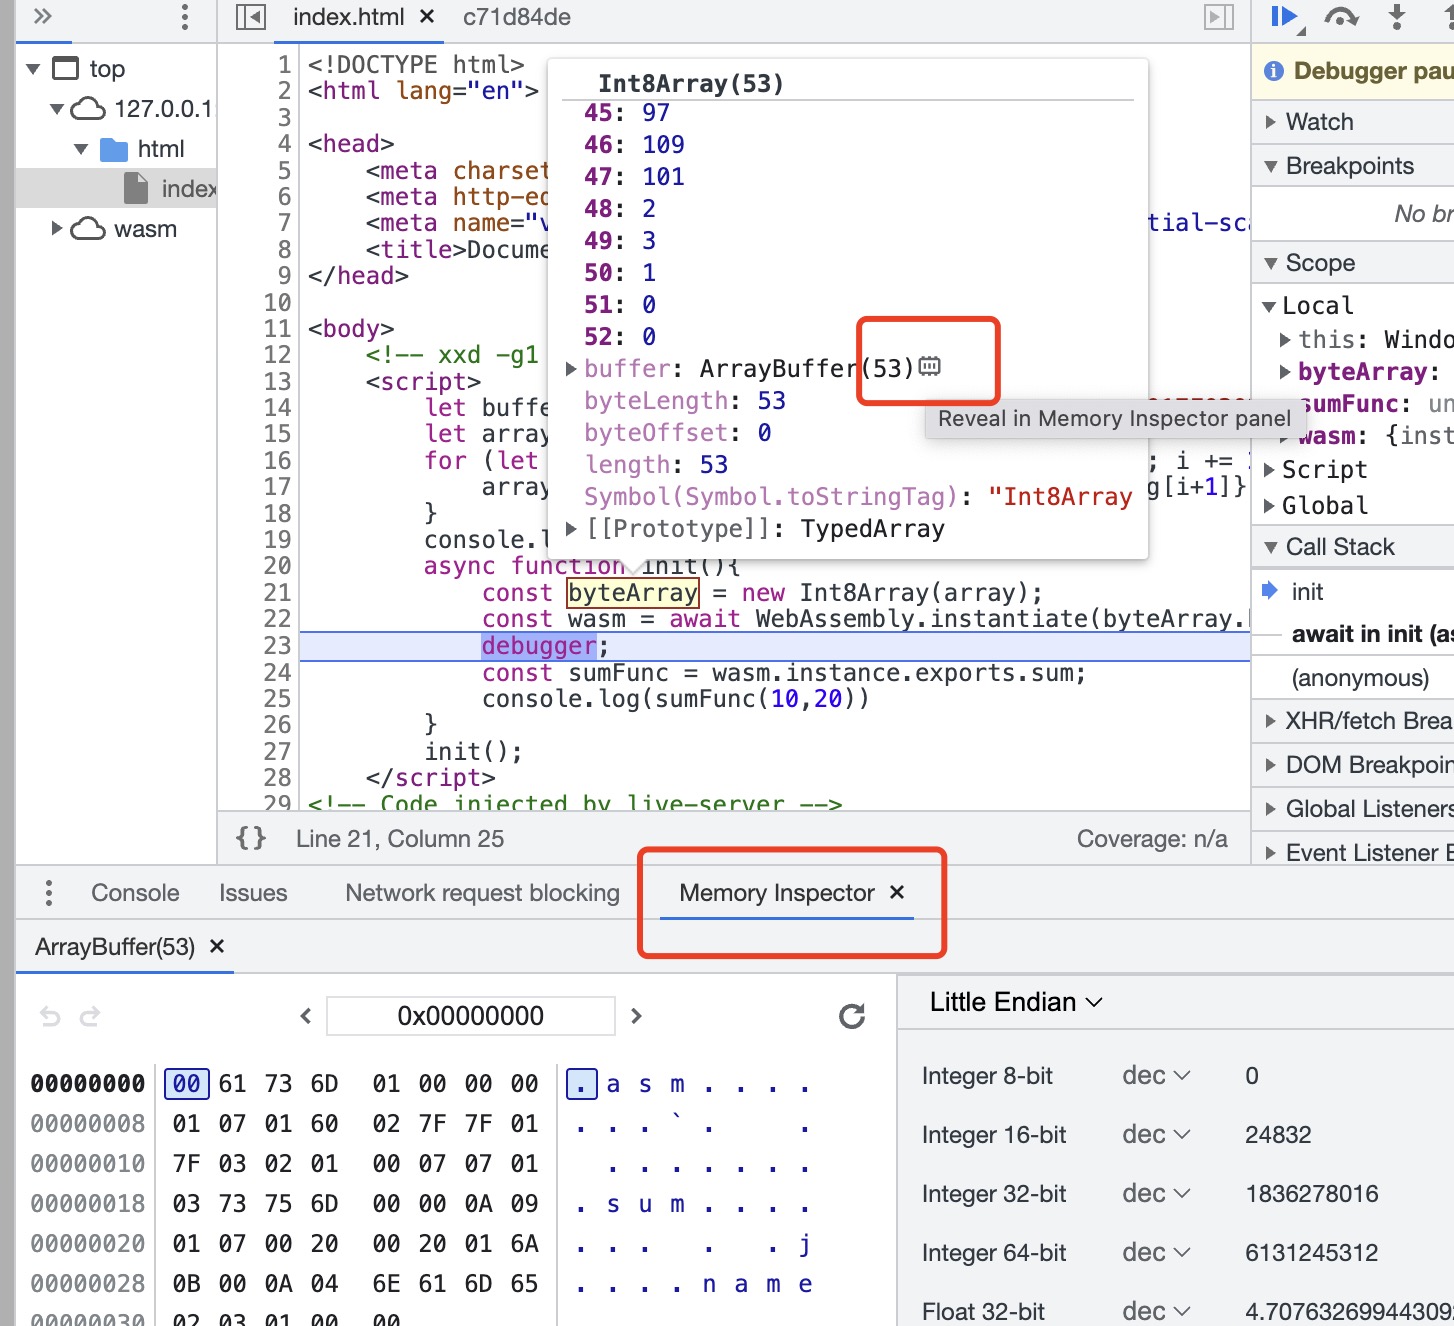 index.html ×
c71d84de
top
127.0.0.1
html
index
wasm
1 <!DOCTYPE html>
2 <html lang="en">
3
4 <head>
5 <meta charset
6 <meta http-eq
7 <meta name="v tial-sca
8 <title>Docume
9 </head>
10
11 <body>
12 <!-- xxd -g1
13 <script>
14 let buffe
15 let array
16 for (let ; i +=
17 array g[i+1]}
18 }
19 console.l
20 async function init(){
21 const byteArray = new Int8Array(array);
22 const wasm = await WebAssembly.instantiate(byteArray.
23 debugger;
24 const sumFunc = wasm.instance.exports.sum;
25 console.log(sumFunc(10,20))
26 }
27 init();
28 </script>
29 <!-- Code injected by live-server -->
Int8Array(53)
45: 97
46: 109
47: 101
48: 2
49: 3
50: 1
51: 0
52: 0
buffer: ArrayBuffer(53)
byteLength: 53
byteOffset: 0
length: 53
Symbol(Symbol.toStringTag): "Int8Array
[[Prototype]]: TypedArray
Reveal in Memory Inspector panel
{} Line 21, Column 25
Coverage: n/a
Debugger pau
Watch
Breakpoints
No br
Scope
Local
this: Windo
byteArray:
sumFunc: un
wasm: {inst
Script
Global
Call Stack
init
await in init (as
(anonymous)
XHR/fetch Brea
DOM Breakpoin
Global Listeners
Event Listener B
Console
Issues
Network request blocking
Memory Inspector ×
ArrayBuffer(53) ×
0x00000000
00000000 00 61 73 6D 01 00 00 00 . a s m . . . .
00000008 01 07 01 60 02 7F 7F 01 . . . ` . .
00000010 7F 03 02 01 00 07 07 01 . . . . . . .
00000018 03 73 75 6D 00 00 0A 09 . s u m . . . .
00000020 01 07 00 20 00 20 01 6A . . . . . j
00000028 0B 00 0A 04 6E 61 6D 65 . . . . n a m e
00000030 02 03 01 00 00
Little Endian
Integer 8-bit dec 0
Integer 16-bit dec 24832
Integer 32-bit dec 1836278016
Integer 64-bit dec 6131245312
Float 32-bit dec 4.70763269944309